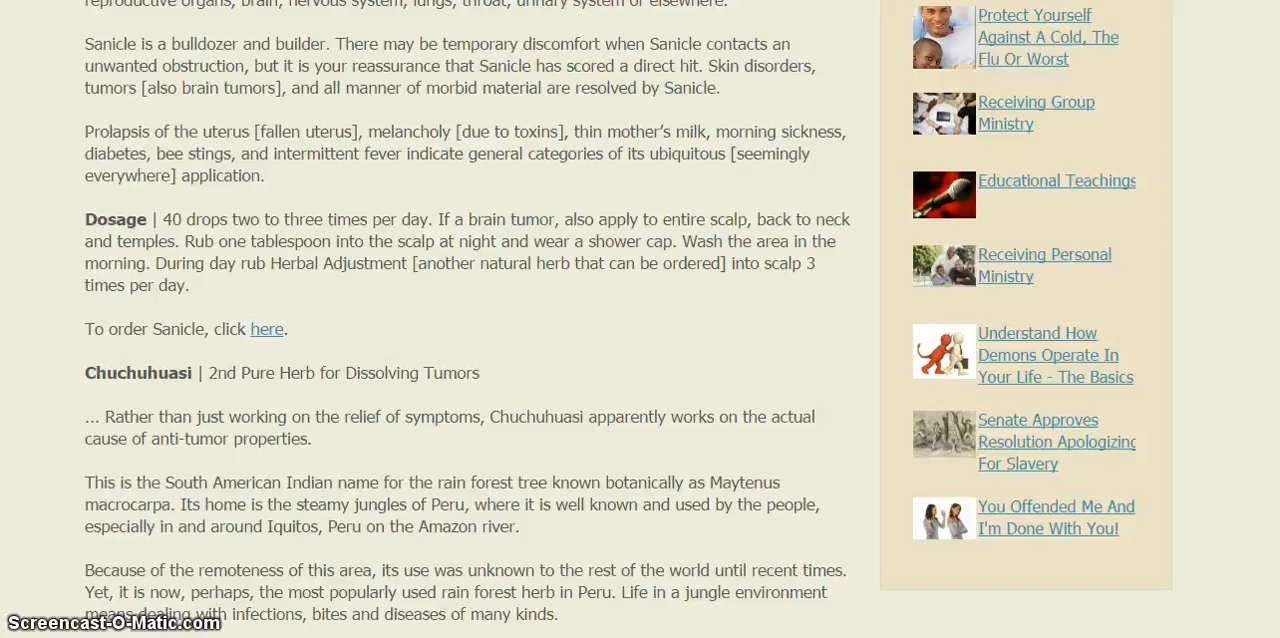 reproductive organs, brain, nervous system, lungs, throat, urinary system or elsewhere.
Sanicle is a bulldozer and builder. There may be temporary discomfort when Sanicle contacts an
unwanted obstruction, but it is your reassurance that Sanicle has scored a direct hit. Skin disorders,
tumors [also brain tumors], and all manner of morbid material are resolved by Sanicle.
Prolapsis of the uterus [fallen uterus], melancholy [due to toxins], thin mother’s milk, morning sickness,
diabetes, bee stings, and intermittent fever indicate general categories of its ubiquitous [seemingly
everywhere] application.
Dosage | 40 drops two to three times per day. If a brain tumor, also apply to entire scalp, back to neck
and temples. Rub one tablespoon into the scalp at night and wear a shower cap. Wash the area in the
morning. During day rub Herbal Adjustment [another natural herb that can be ordered] into scalp 3
times per day.
To order Sanicle, click here.
Chuchuhuasi | 2nd Pure Herb for Dissolving Tumors
... Rather than just working on the relief of symptoms, Chuchuhuasi apparently works on the actual
cause of anti-tumor properties.
This is the South American Indian name for the rain forest tree known botanically as Maytenus
macrocarpa. Its home is the steamy jungles of Peru, where it is well known and used by the people,
especially in and around Iquitos, Peru on the Amazon river.
Because of the remoteness of this area, its use was unknown to the rest of the world until recent times.
Yet, it is now, perhaps, the most popularly used rain forest herb in Peru. Life in a jungle environment
means dealing with infections, bites and diseases of many kinds.
Protect Yourself
Against A Cold, The
Flu Or Worst
Receiving Group
Ministry
Educational Teachings
Receiving Personal
Ministry
Understand How
Demons Operate In
Your Life - The Basics
Senate Approves
Resolution Apologizing
For Slavery
You Offended Me And
I'm Done With You!
Screencast-O-Matic.com